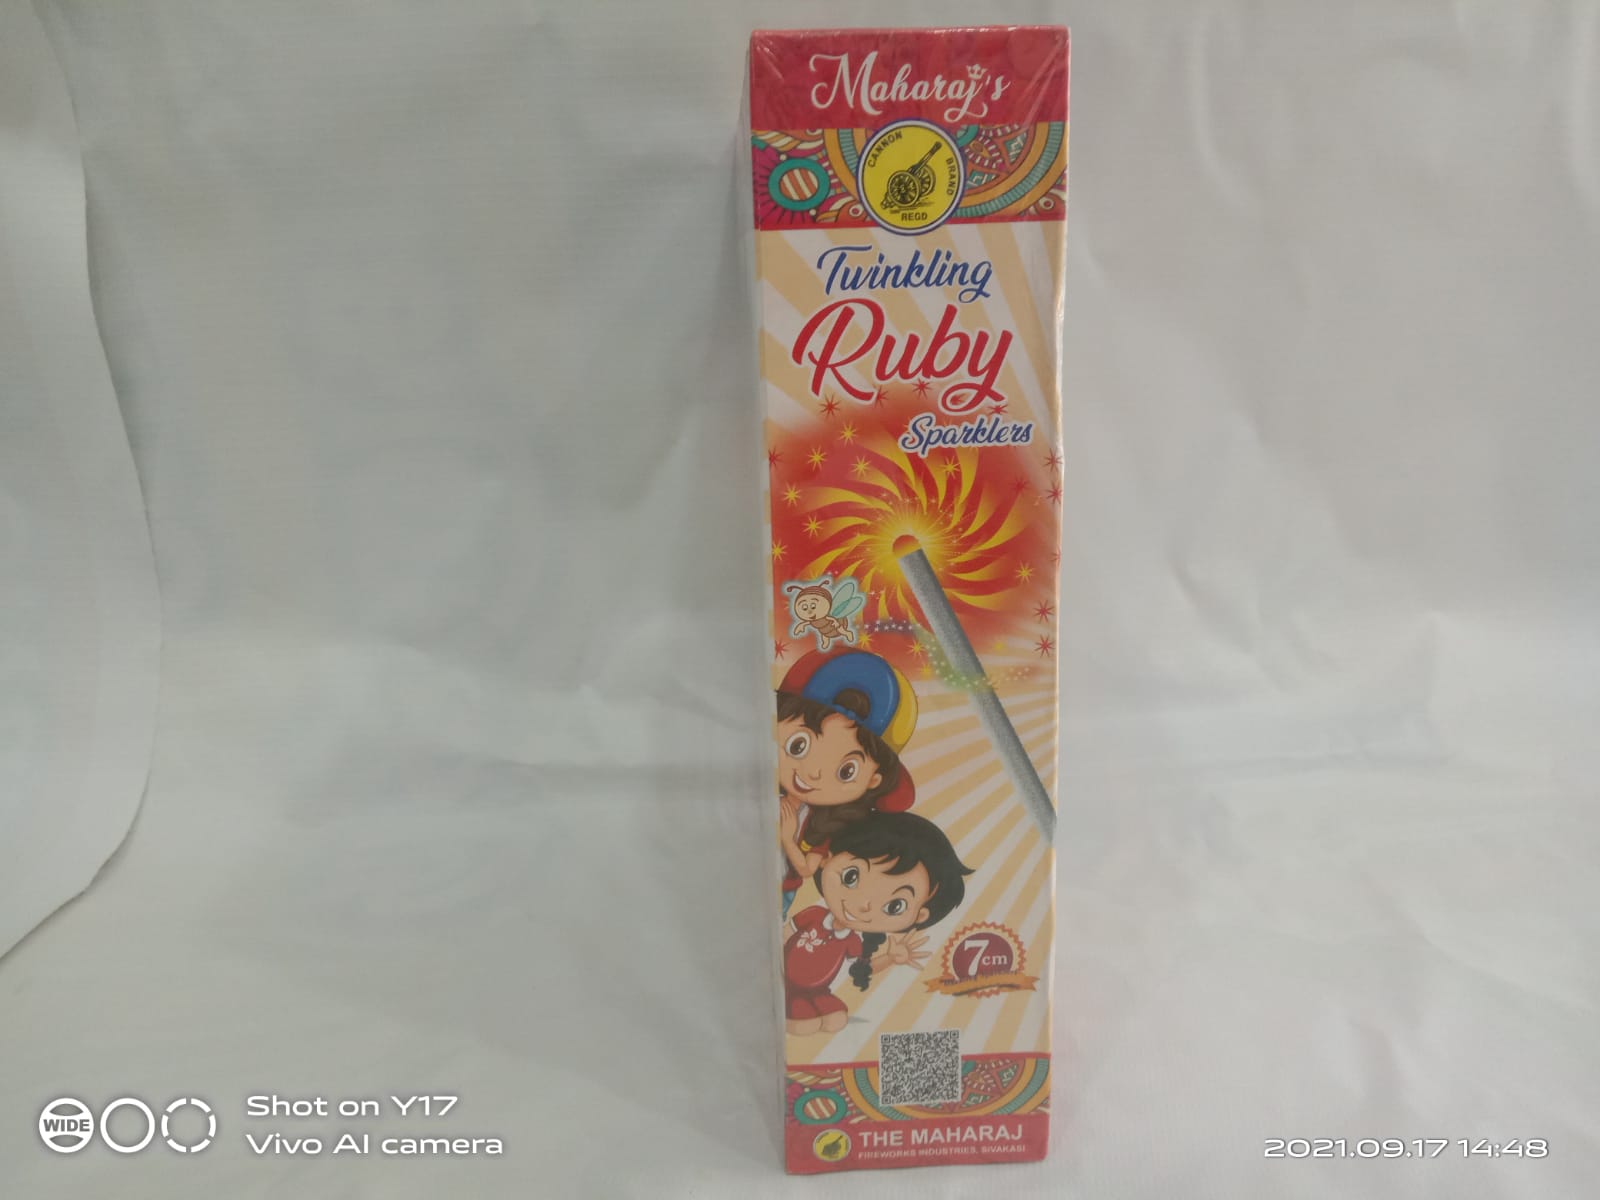 Maharaj's
CANNON BRAND
REGD
Twinkling
Ruby
Sparklers
7cm
THE MAHARAJ
FIREWORKS INDUSTRIES, SIVAKASI
WIDE
Shot on Y17
Vivo AI camera
2021.09.17 14:48